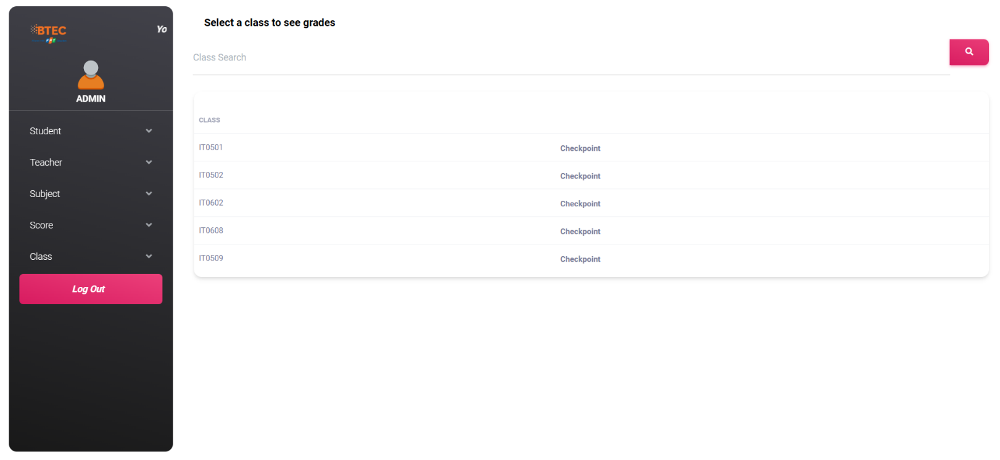 BTEC
FPT
Yo
ADMIN
Student
Teacher
Subject
Score
Class
Log Out
Select a class to see grades
Class Search
CLASS
IT0501 Checkpoint
IT0502 Checkpoint
IT0602 Checkpoint
IT0608 Checkpoint
IT0509 Checkpoint